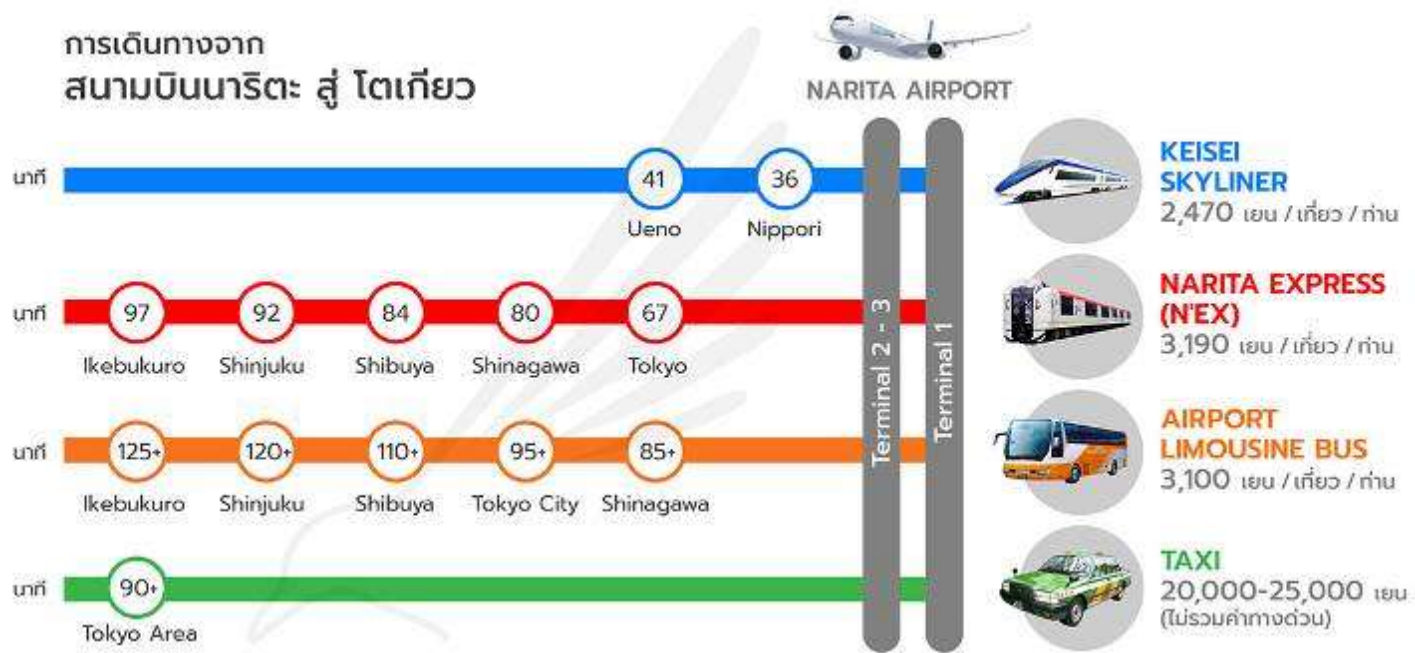 การเดินทางจาก
สนามบินนาริตะ สู่ โตเกียว
NARITA AIRPORT
Terminal 2 - 3
Terminal 1
นาที
41
36
Ueno
Nippori
KEISEI
SKYLINER
2,470 เยน / เที่ยว / ท่าน
นาที
97
92
84
80
67
Ikebukuro
Shinjuku
Shibuya
Shinagawa
Tokyo
NARITA EXPRESS
(N'EX)
3,190 เยน / เที่ยว / ท่าน
นาที
125+
120+
110+
95+
85+
Ikebukuro
Shinjuku
Shibuya
Tokyo City
Shinagawa
AIRPORT
LIMOUSINE BUS
3,100 เยน / เที่ยว / ท่าน
นาที
90+
Tokyo Area
TAXI
20,000-25,000 เยน
(ไม่รวมค่าทางด่วน)